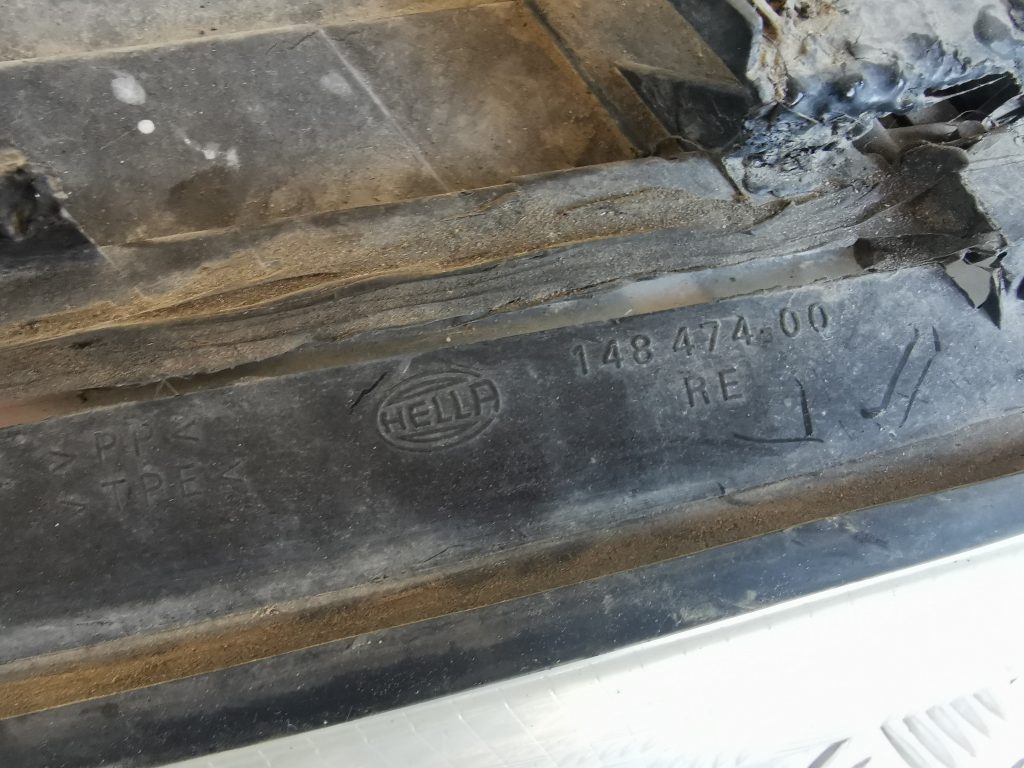 HELLA
148 474-00
RE
>PP<
>TPE<